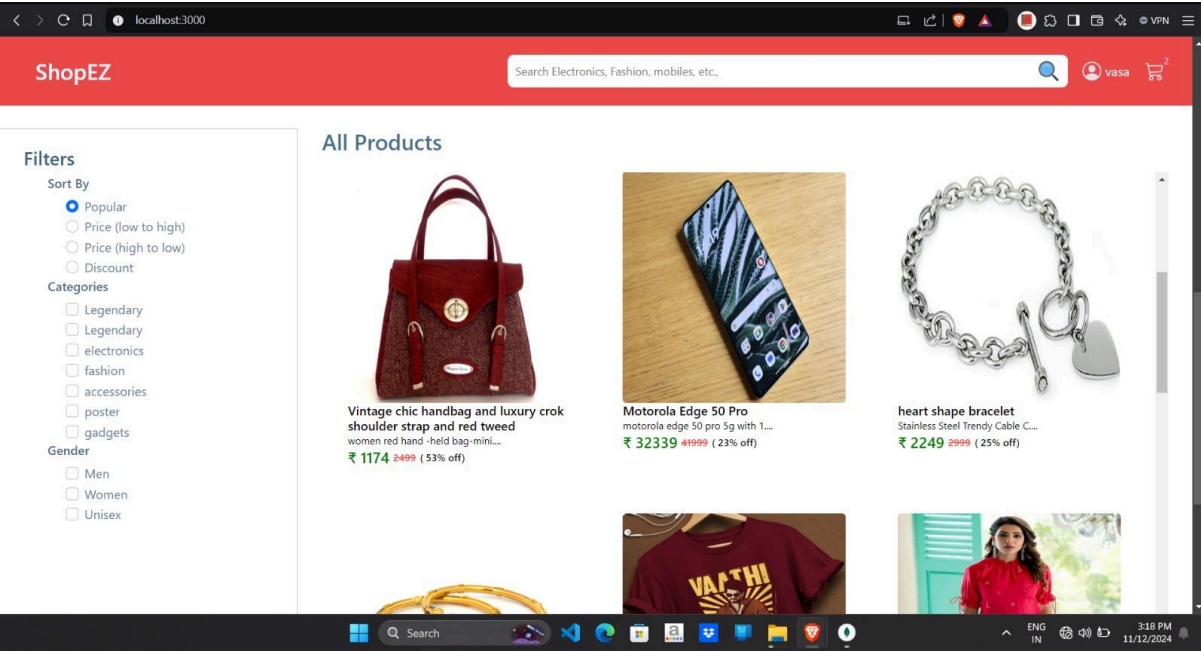 localhost:3000
VPN
ShopEZ
Search Electronics, Fashion, mobiles, etc.,
vasa
2
Filters
Sort By
Popular
Price (low to high)
Price (high to low)
Discount
Categories
Legendary
Legendary
electronics
fashion
accessories
poster
gadgets
Gender
Men
Women
Unisex
All Products
Vintage chic handbag and luxury crok
shoulder strap and red tweed
women red hand -held bag-mini....
₹ 1174 2499 ( 53% off)
Motorola Edge 50 Pro
motorola edge 50 pro 5g with 1....
₹ 32339 41999 ( 23% off)
heart shape bracelet
Stainless Steel Trendy Cable C....
₹ 2249 2999 ( 25% off)
VAATHI
Search
ENG
IN
3:18 PM
11/12/2024